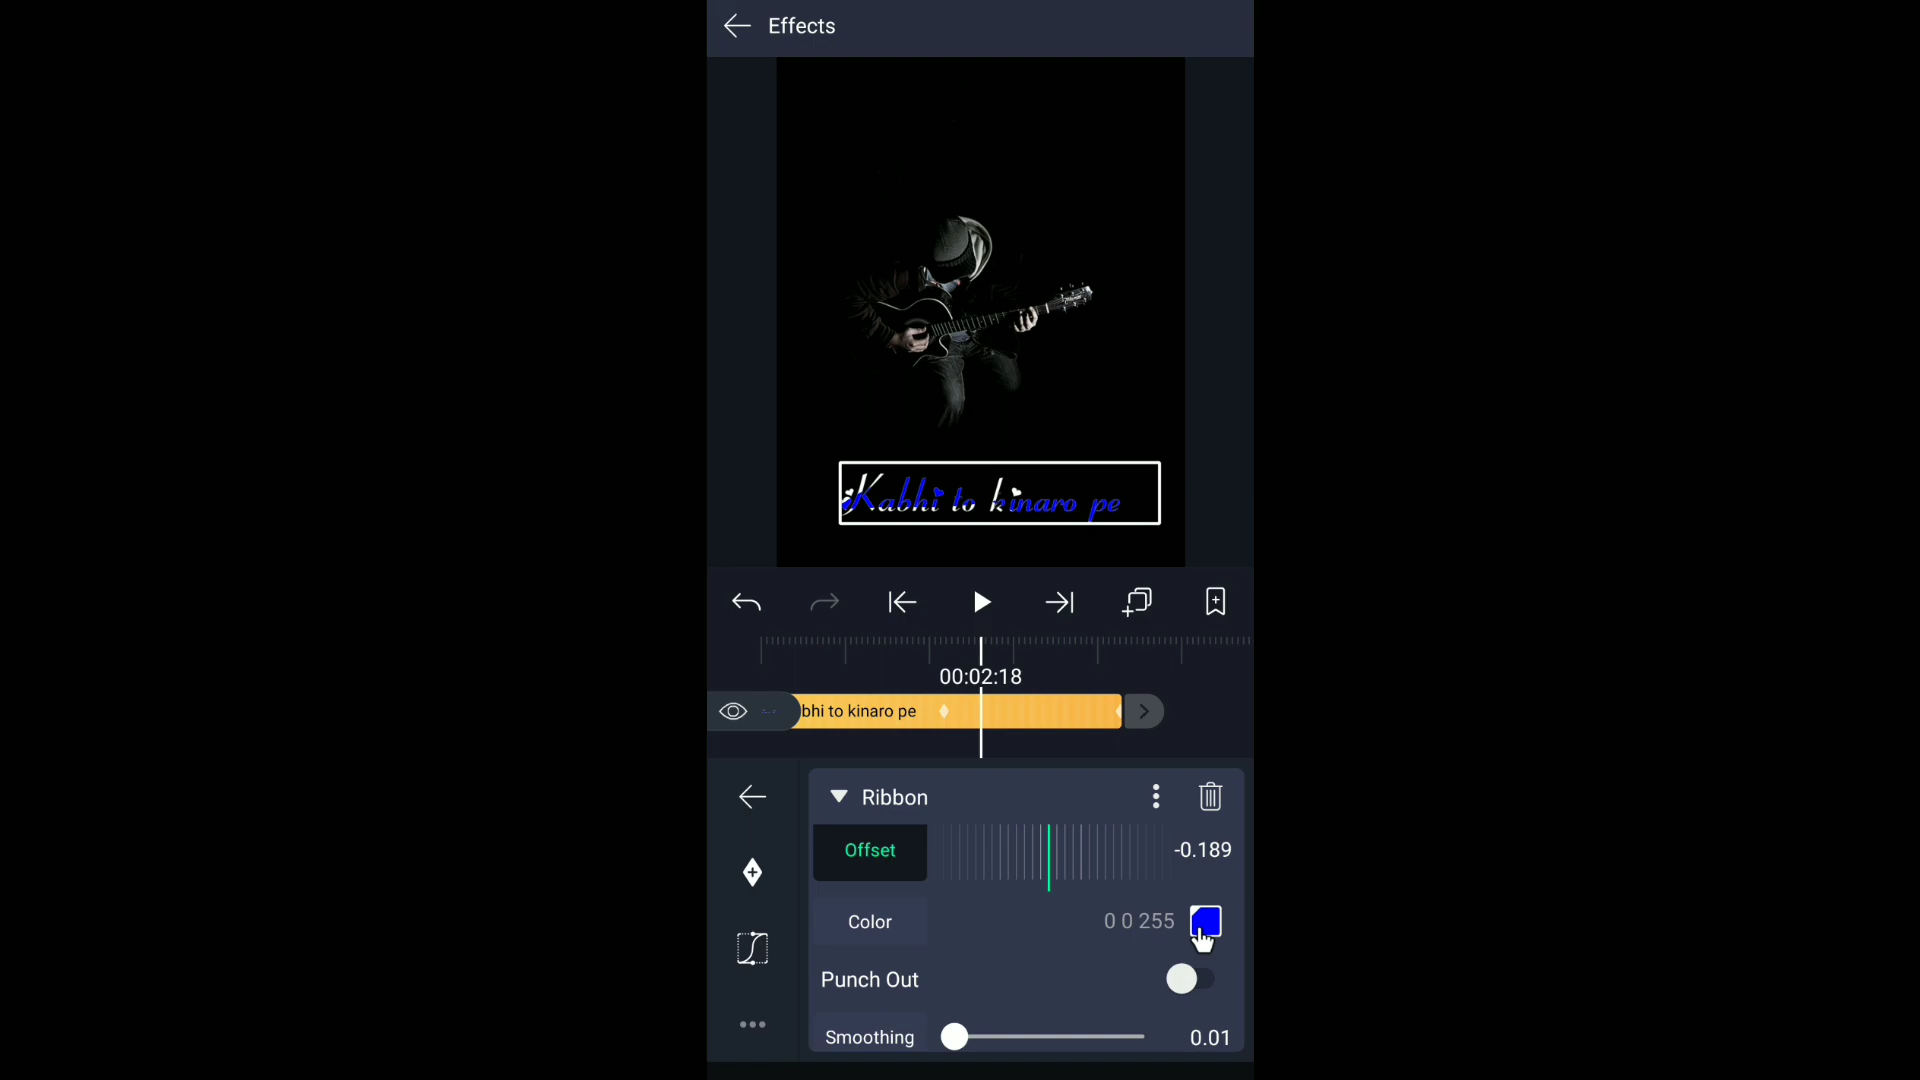 Effects
Kabhi to kinaro pe
00:02:18
bhi to kinaro pe
Ribbon
Offset
-0.189
Color
0 0 255
Punch Out
Smoothing
0.01